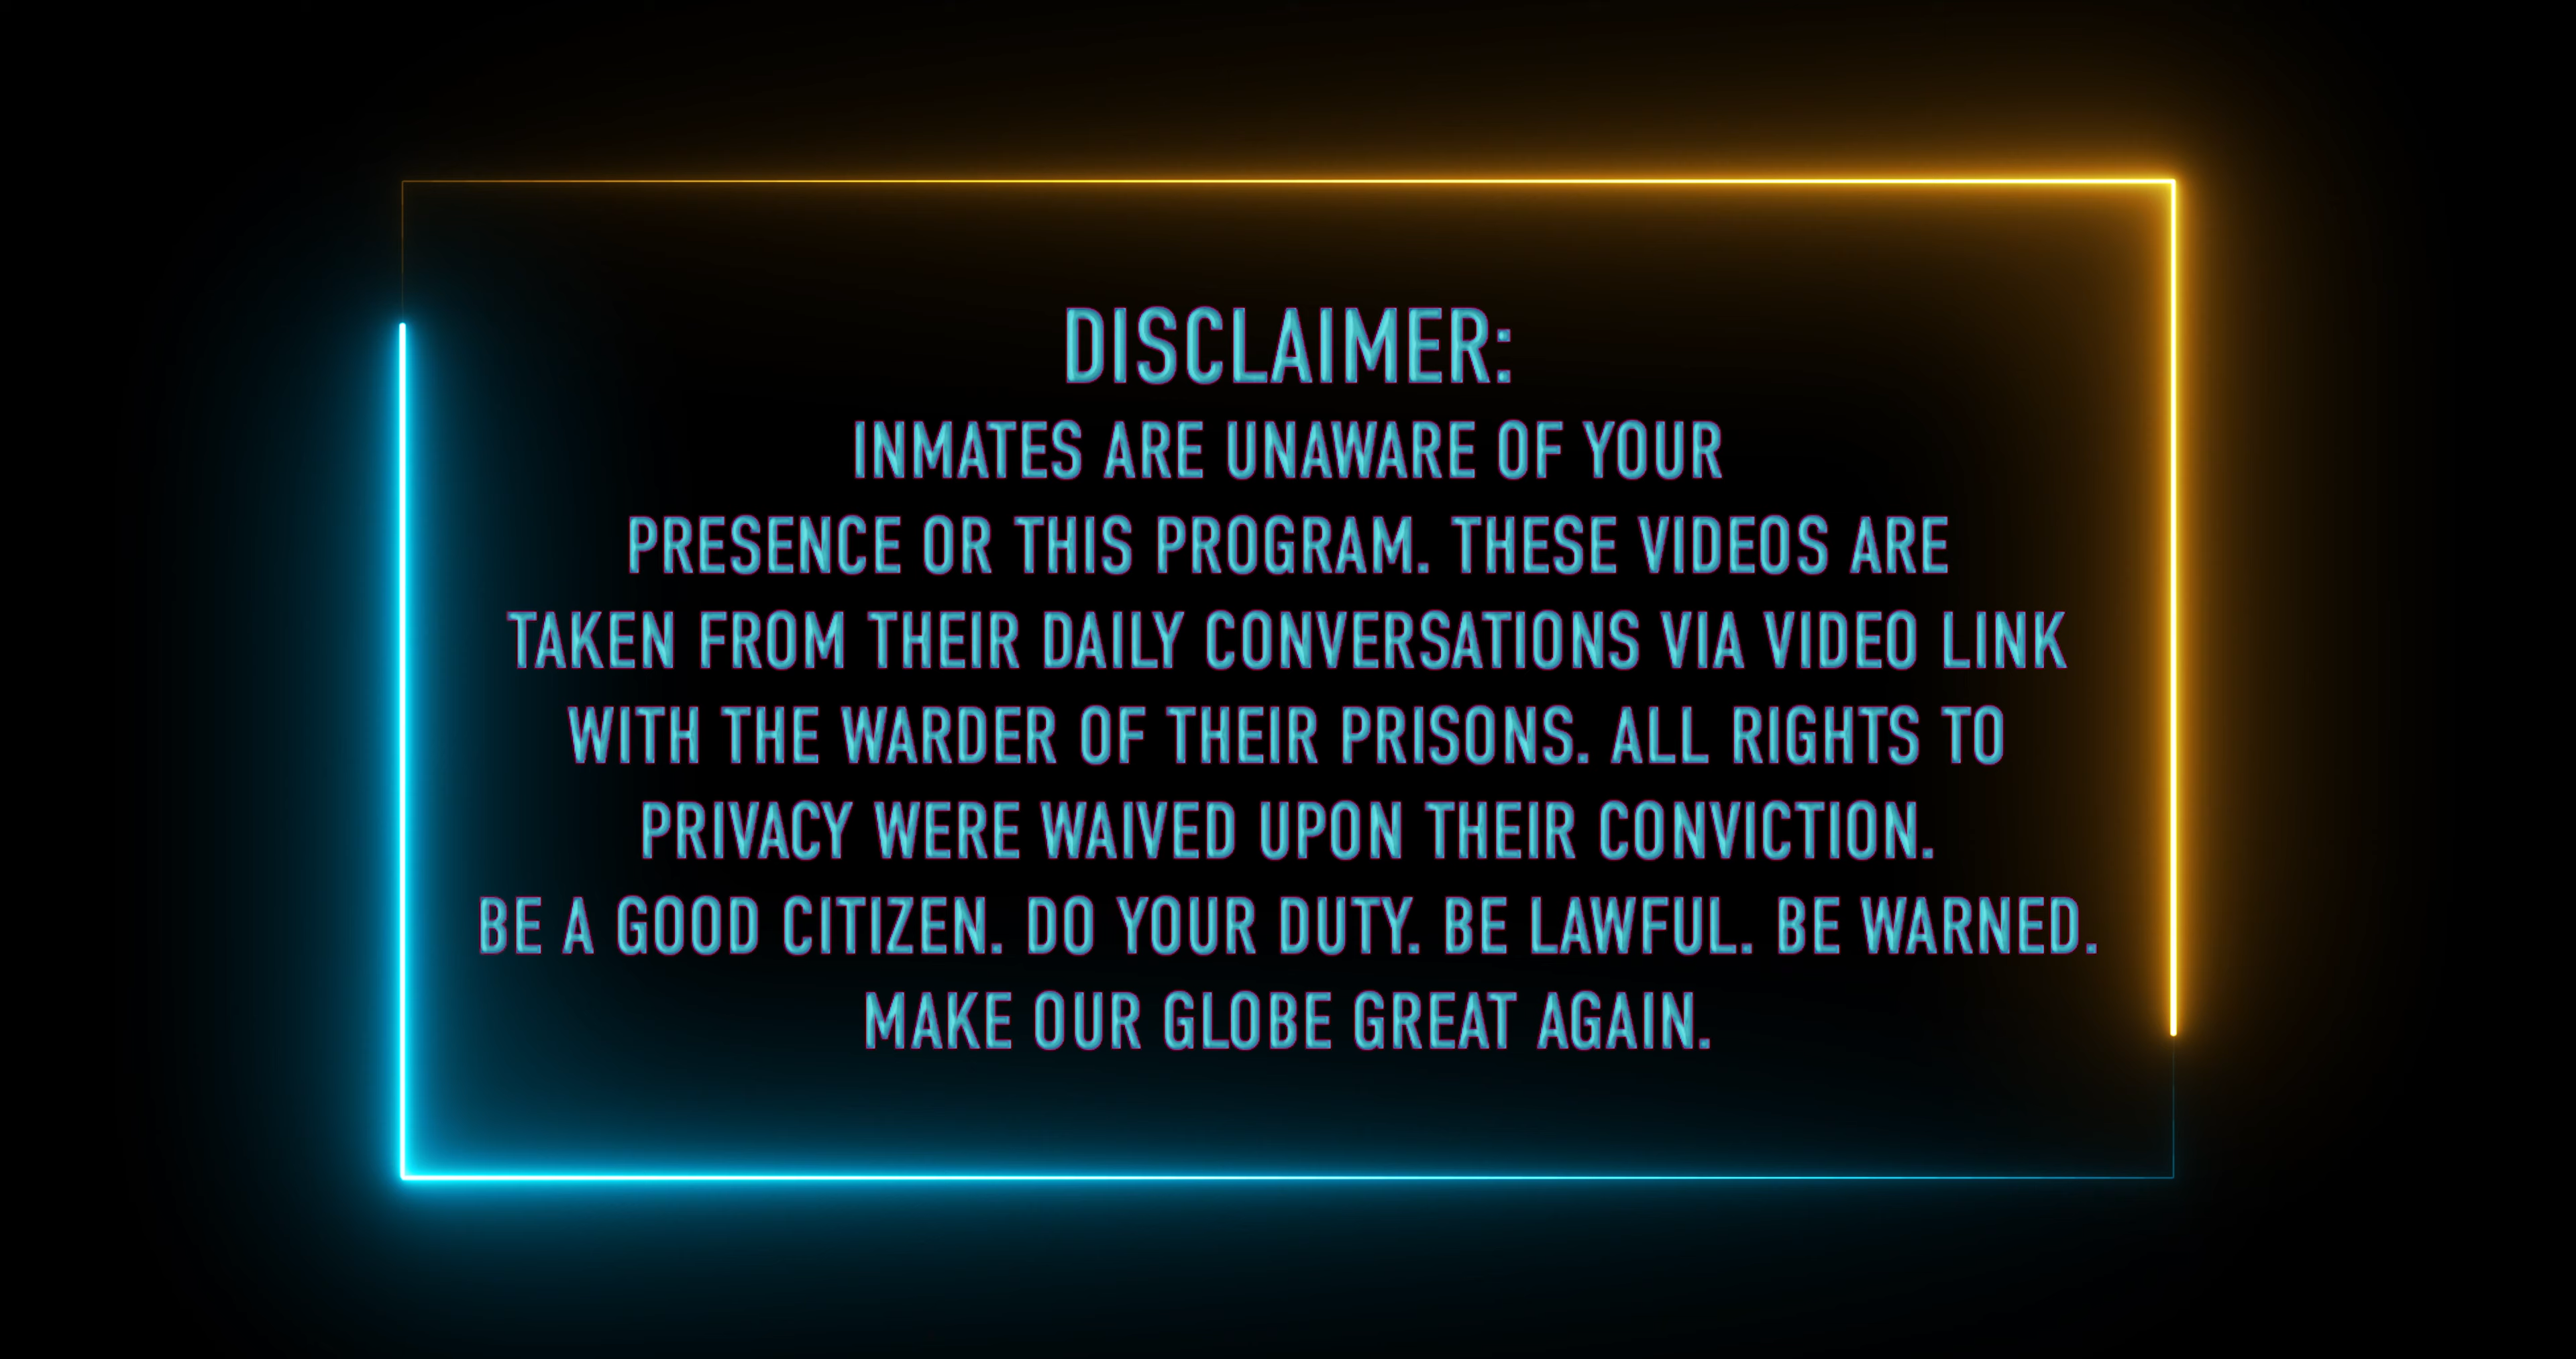 DISCLAIMER:
INMATES ARE UNAWARE OF YOUR
PRESENCE OR THIS PROGRAM. THESE VIDEOS ARE
TAKEN FROM THEIR DAILY CONVERSATIONS VIA VIDEO LINK
WITH THE WARDER OF THEIR PRISONS. ALL RIGHTS TO
PRIVACY WERE WAIVED UPON THEIR CONVICTION.
BE A GOOD CITIZEN. DO YOUR DUTY. BE LAWFUL. BE WARNED.
MAKE OUR GLOBE GREAT AGAIN.